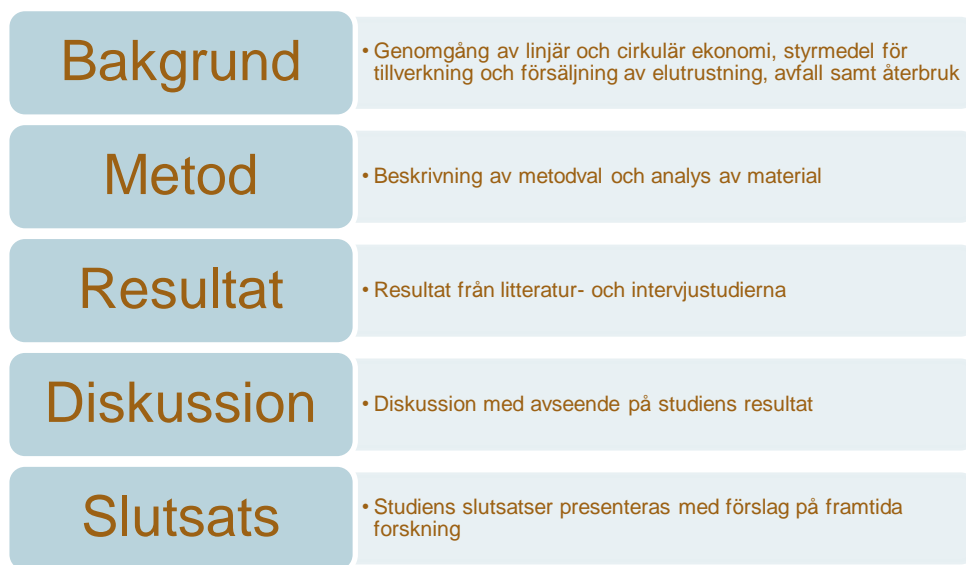 Bakgrund
• Genomgång av linjär och cirkulär ekonomi, styrmedel för
tillverkning och försäljning av elutrustning, avfall samt återbruk
Metod
• Beskrivning av metodval och analys av material
Resultat
• Resultat från litteratur- och intervjustudierna
Diskussion
• Diskussion med avseende på studiens resultat
Slutsats
• Studiens slutsatser presenteras med förslag på framtida
forskning